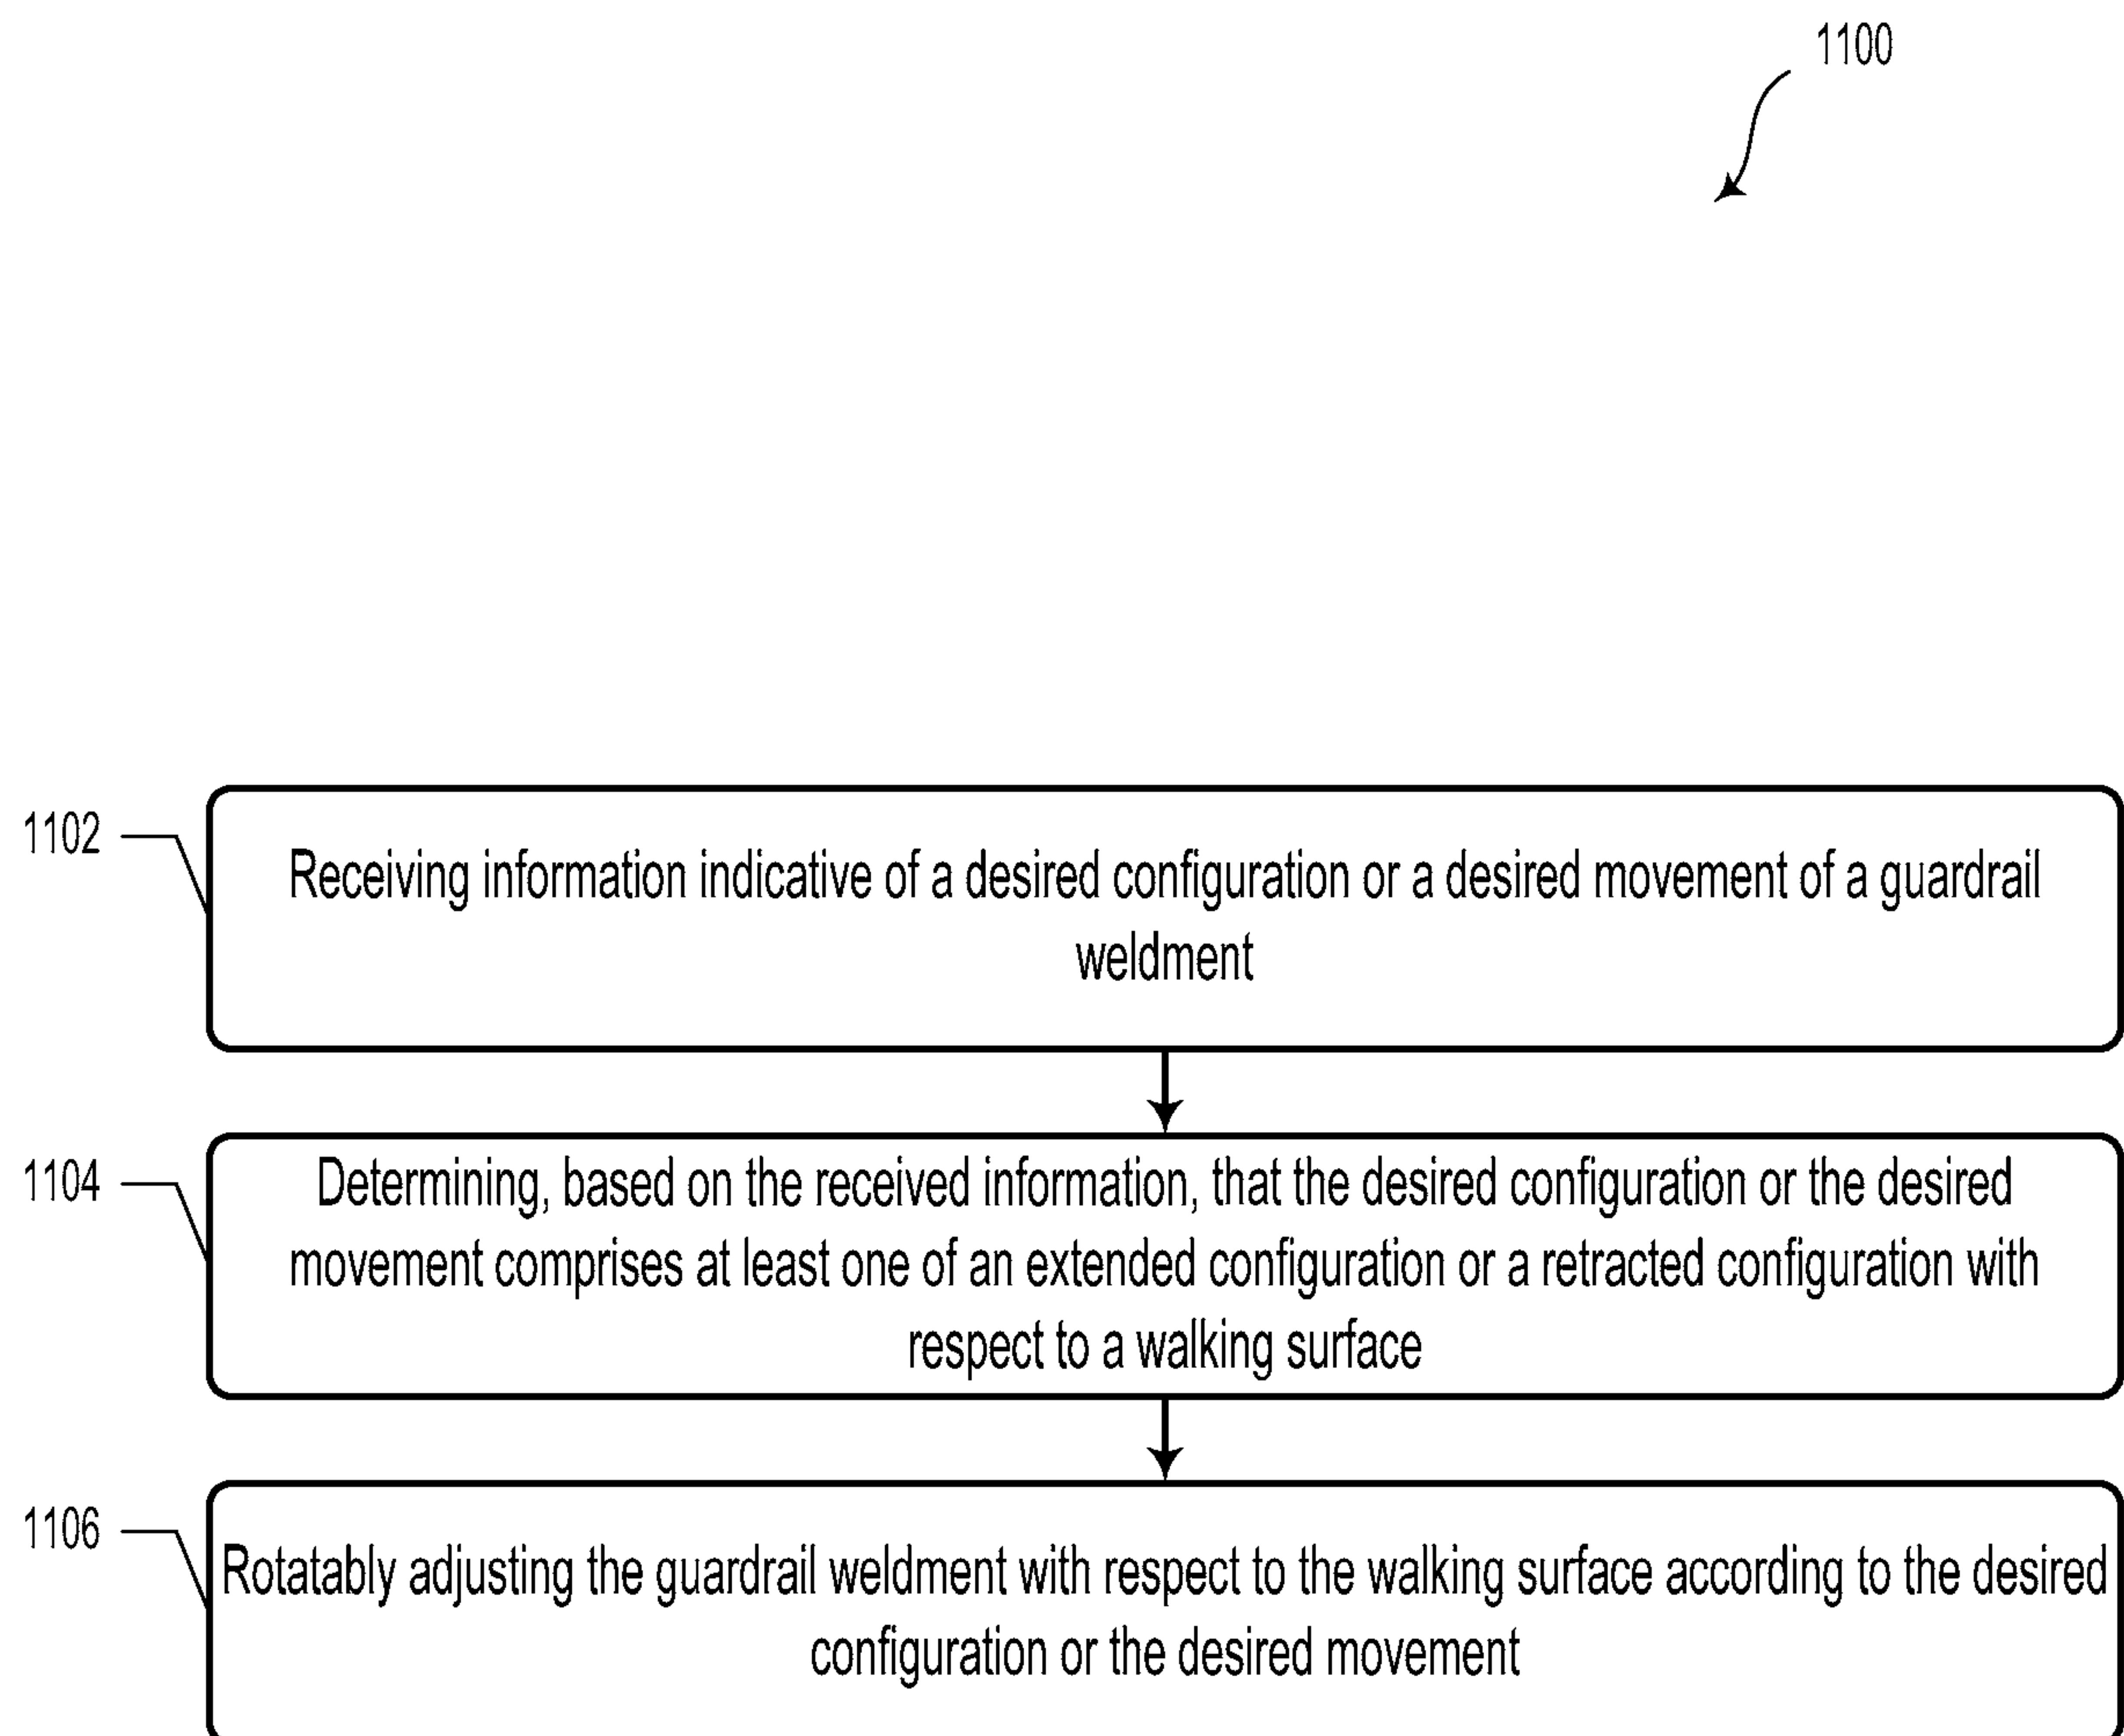 1100
1102
Receiving information indicative of a desired configuration or a desired movement of a guardrail
weldment
1104
Determining, based on the received information, that the desired configuration or the desired
movement comprises at least one of an extended configuration or a retracted configuration with
respect to a walking surface
1106
Rotatably adjusting the guardrail weldment with respect to the walking surface according to the desired
configuration or the desired movement